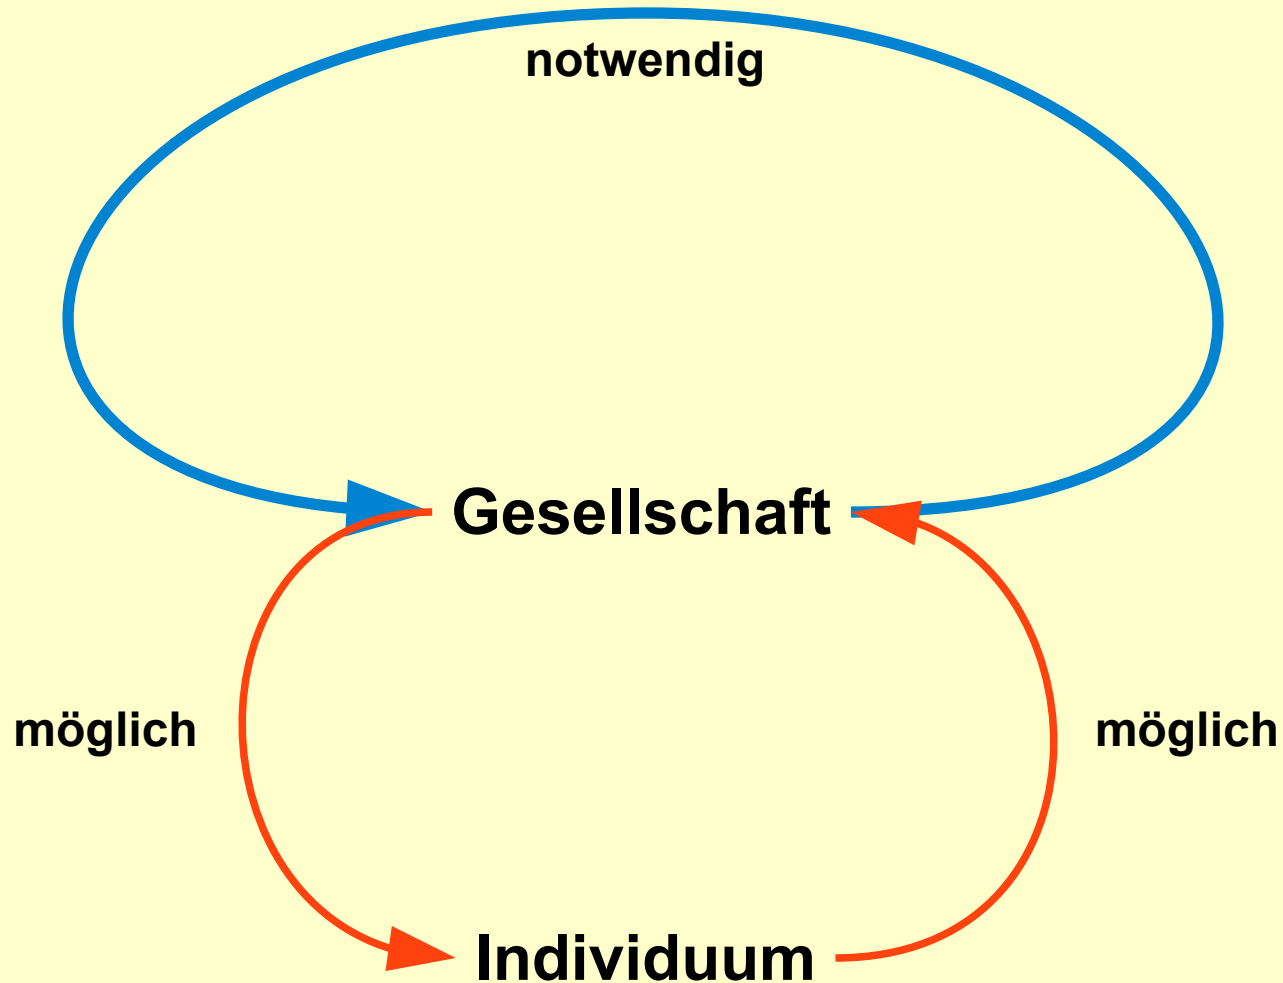 notwendig
Gesellschaft
möglich
möglich
Individuum